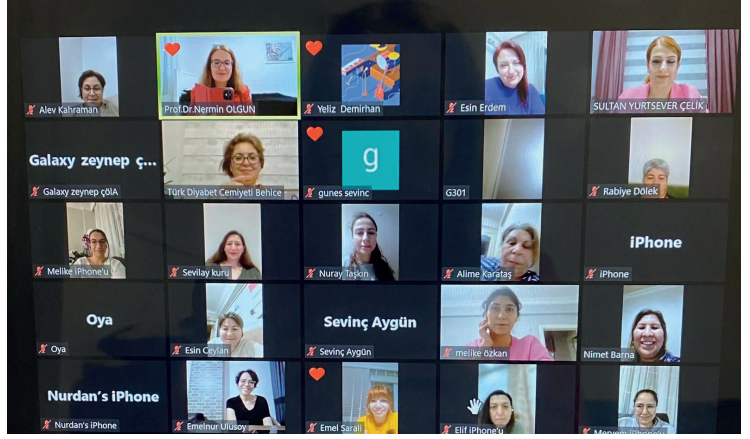 Alev Kahraman
Prof.Dr.Nermin OLGUN
Yeliz Demirhan
Esin Erdem
SULTAN YURTSEVER ÇELİK
Galaxy zeynep ç...
Galaxy zeynep çölA
Türk Diyabet Cemiyeti Behice
g
gunes sevinc
G301
Rabiye Dölek
Melike iPhone'u
Sevilay kuru
Nuray Taşkın
Alime Karataş
iPhone
iPhone
Oya
Oya
Esin Ceylan
Sevinç Aygün
Sevinç Aygün
melike özkan
Nimet Barna
Nurdan's iPhone
Nurdan's iPhone
Emelnur Ulusoy
Emel Saralı
Elif iPhone'u
Meryem iPhone'u